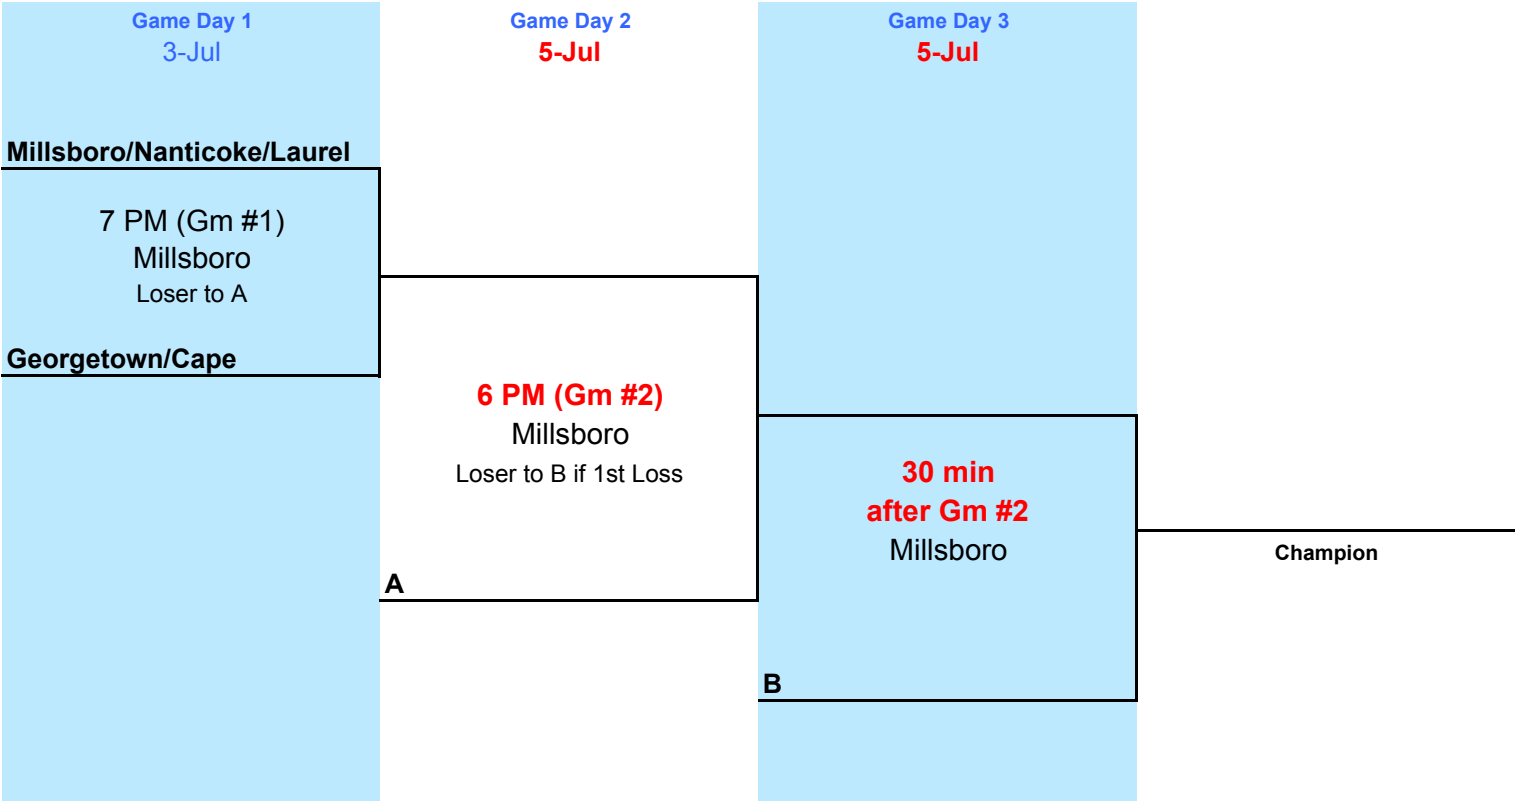 Game Day 1
3-Jul
Game Day 2
5-Jul
Game Day 3
5-Jul
Millsboro/Nanticoke/Laurel
7 PM (Gm #1)
Millsboro
Loser to A
Georgetown/Cape
6 PM (Gm #2)
Millsboro
Loser to B if 1st Loss
A
30 min
after Gm #2
Millsboro
B
Champion